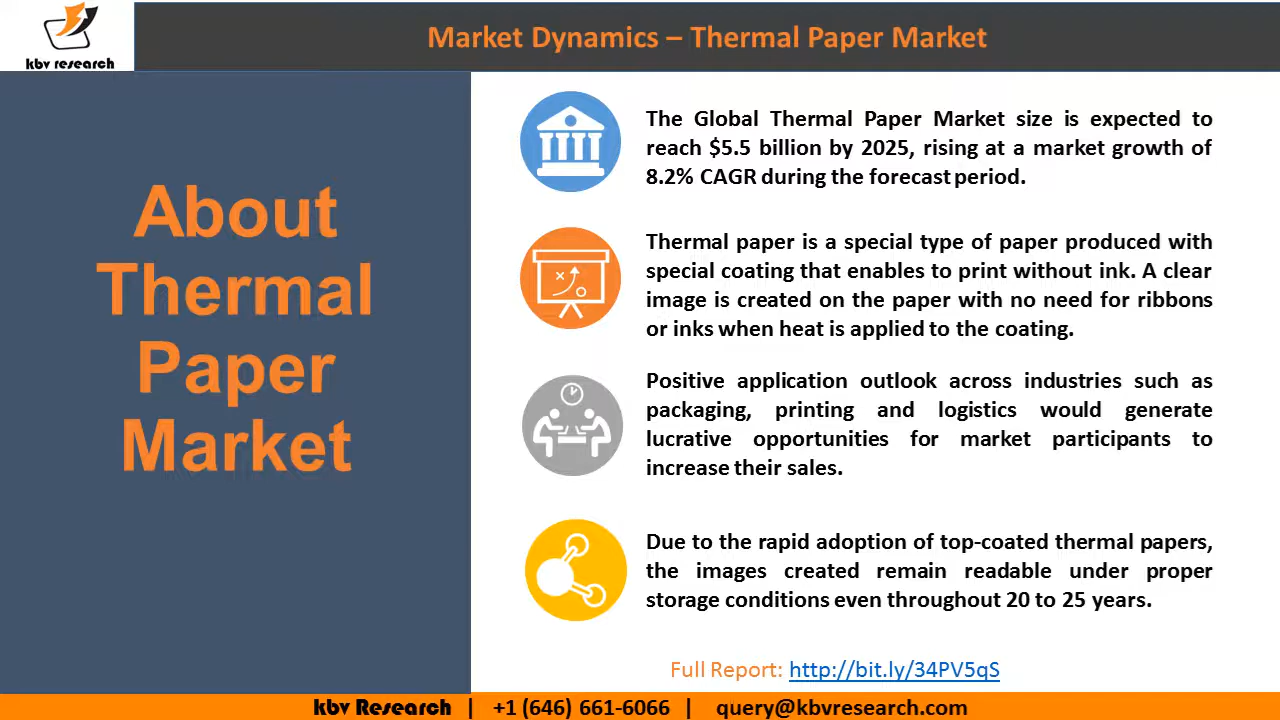 kbv research
Market Dynamics – Thermal Paper Market
About
Thermal
Paper
Market
The Global Thermal Paper Market size is expected to
reach $5.5 billion by 2025, rising at a market growth of
8.2% CAGR during the forecast period.
Thermal paper is a special type of paper produced with
special coating that enables to print without ink. A clear
image is created on the paper with no need for ribbons
or inks when heat is applied to the coating.
Positive application outlook across industries such as
packaging, printing and logistics would generate
lucrative opportunities for market participants to
increase their sales.
Due to the rapid adoption of top-coated thermal papers,
the images created remain readable under proper
storage conditions even throughout 20 to 25 years.
Full Report: http://bit.ly/34PV5qS
kbv Research | +1 (646) 661-6066 | query@kbvresearch.com